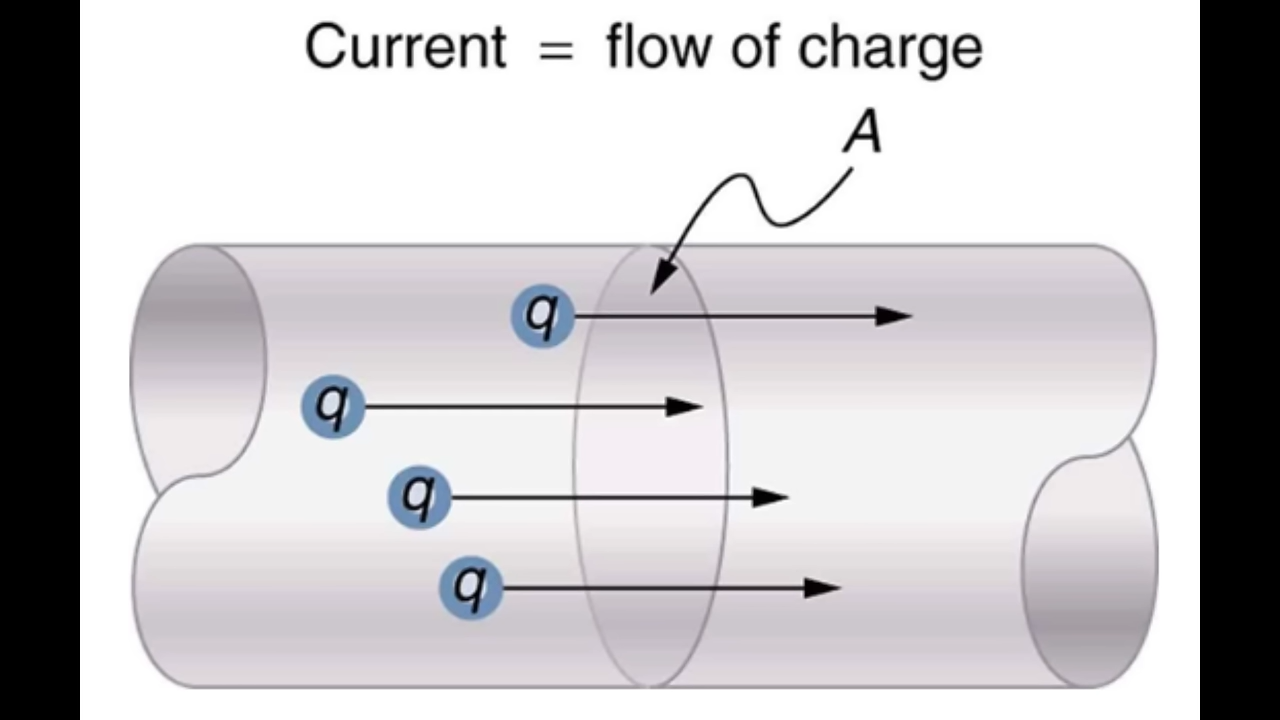 Current = flow of charge
A
q
q
q
q